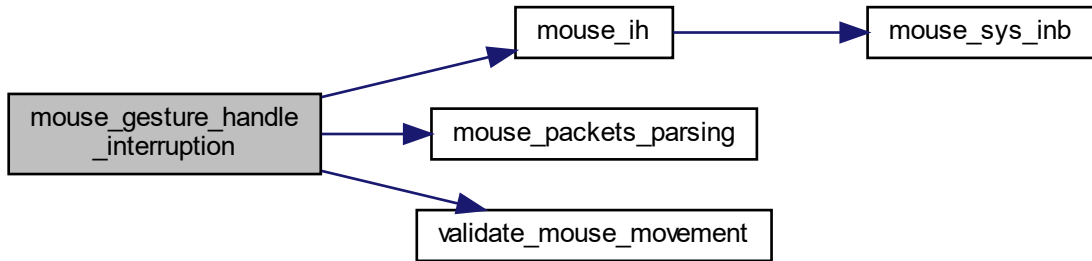 mouse_ih
mouse_sys_inb
mouse_gesture_handle
_interruption
mouse_packets_parsing
validate_mouse_movement